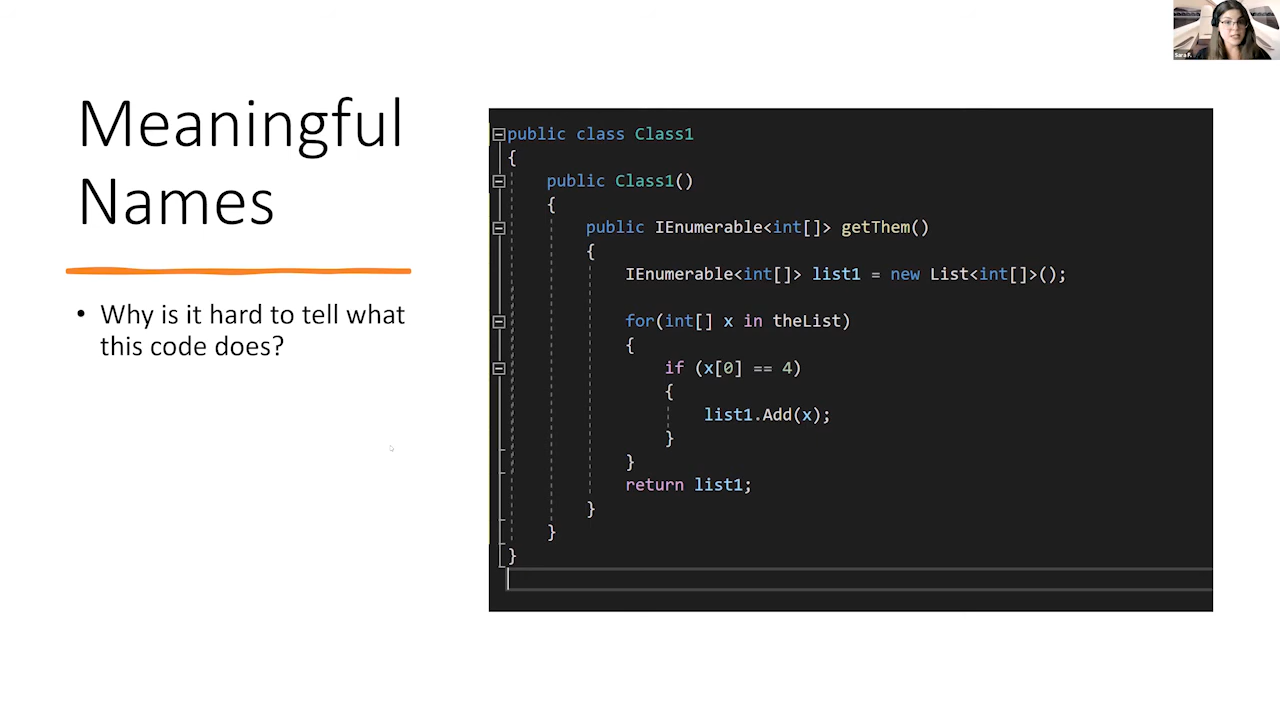 Meaningful
Names
• Why is it hard to tell what
this code does?
public class Class1
{
public Class1()
{
public IEnumerable<int[]> getThem()
{
IEnumerable<int[]> list1 = new List<int[]>();
for(int[] x in theList)
{
if (x[0] == 4)
{
list1.Add(x);
}
}
return list1;
}
}
}
Sara F.